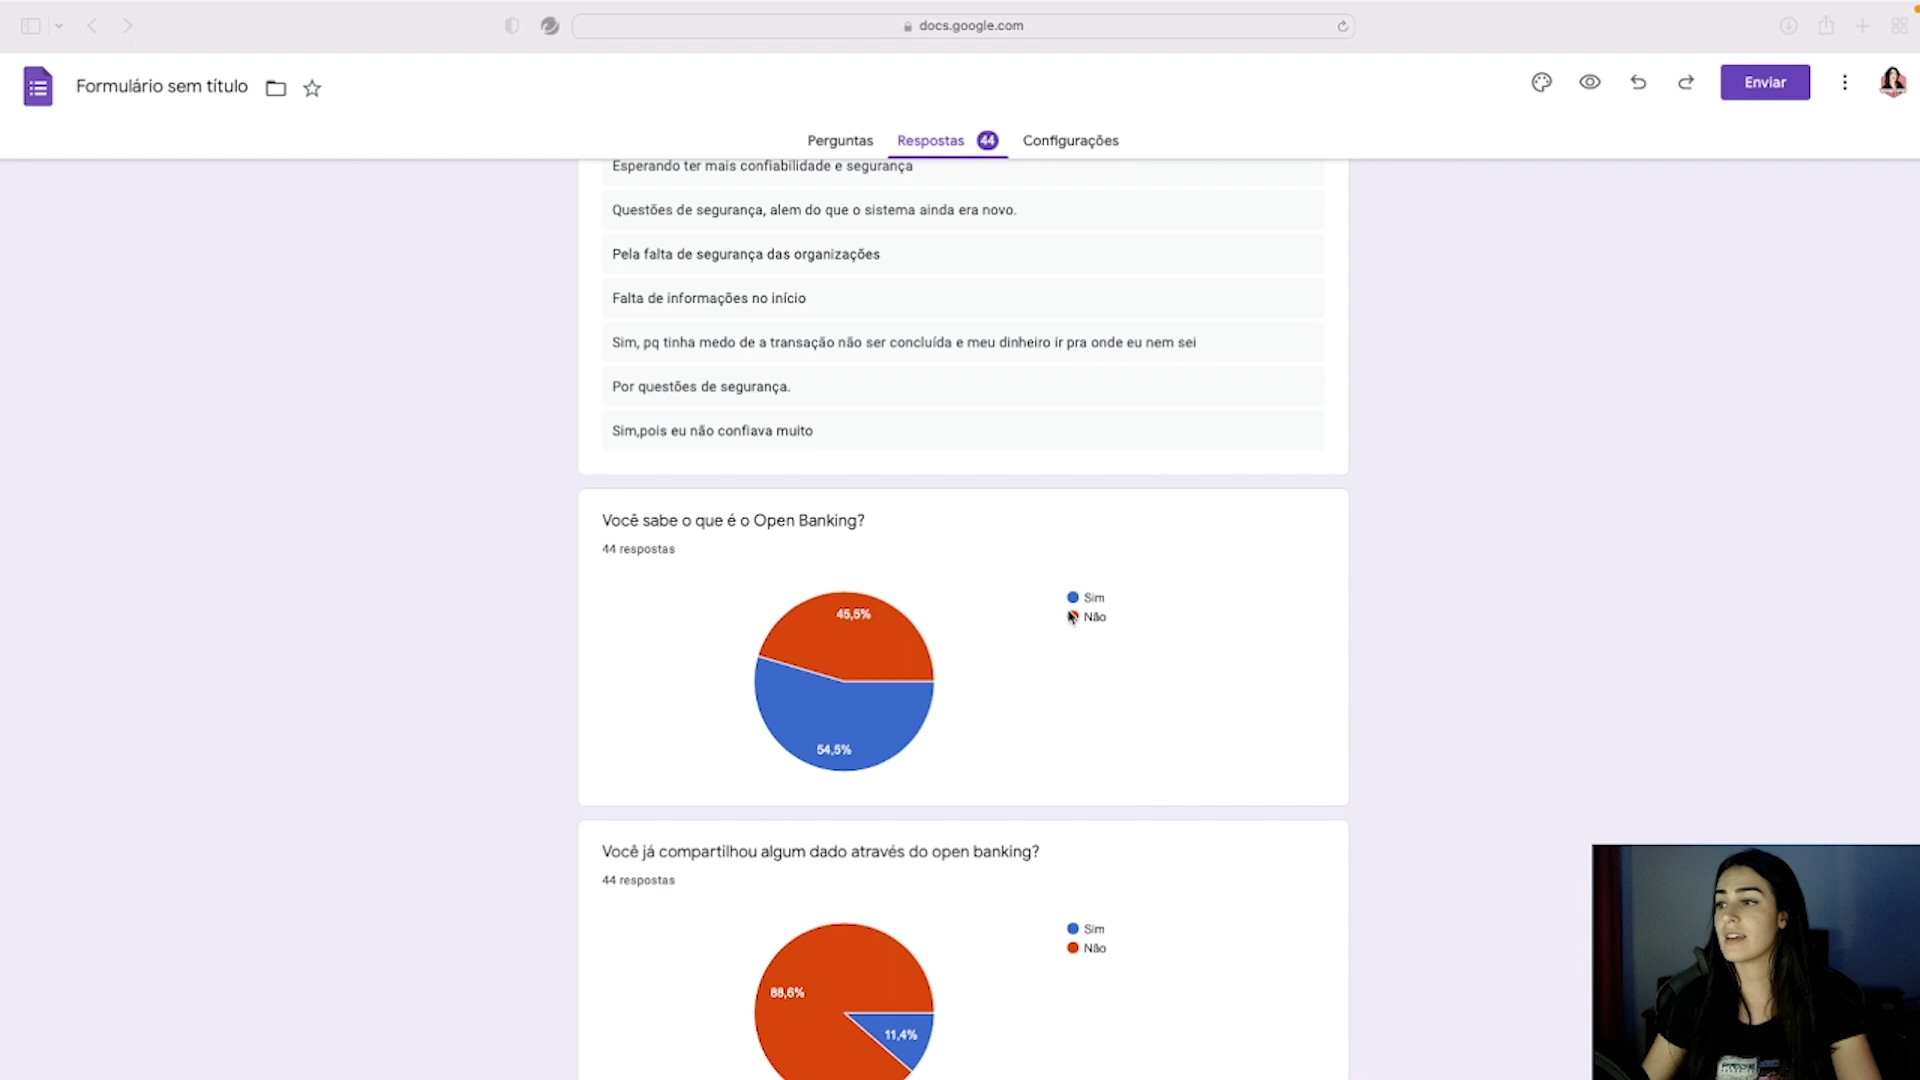 docs.google.com
Formulário sem título
Enviar
Perguntas
Respostas 44
Configurações
Esperando ter mais confiabilidade e segurança
Questões de segurança, alem do que o sistema ainda era novo.
Pela falta de segurança das organizações
Falta de informações no início
Sim, pq tinha medo de a transação não ser concluída e meu dinheiro ir pra onde eu nem sei
Por questões de segurança.
Sim,pois eu não confiava muito
Você sabe o que é o Open Banking?
44 respostas
Sim
Não
45,5%
54,5%
Você já compartilhou algum dado através do open banking?
44 respostas
Sim
Não
88,6%
11,4%